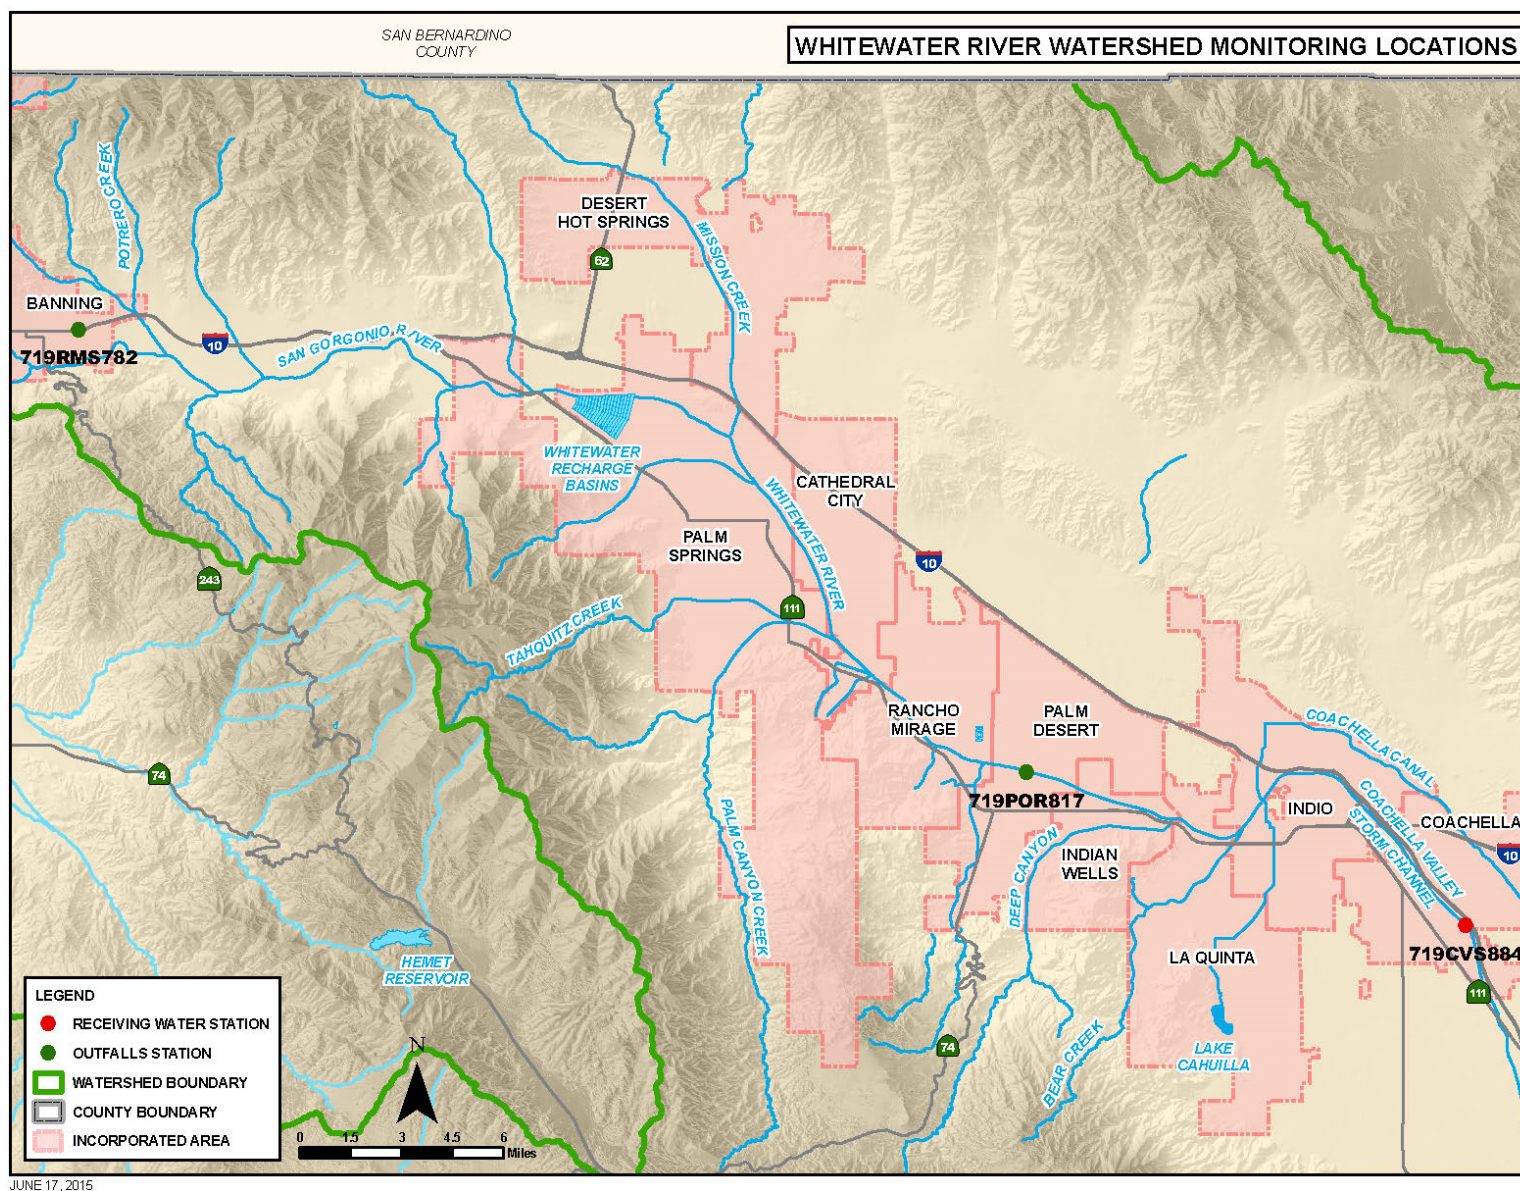 SAN BERNARDINO
COUNTY
WHITEWATER RIVER WATERSHED MONITORING LOCATIONS
POTRERO CREEK
DESERT
HOT SPRINGS
62
MISSION CREEK
BANNING
719RMS782
10
SAN GORGONIO RIVER
WHITEWATER
RECHARGE
BASINS
CATHEDRAL
CITY
WHITEWATER RIVER
PALM
SPRINGS
10
243
111
TAHQUITZ CREEK
RANCHO
MIRAGE
PALM
DESERT
COACHELLA CANAL
74
719POR817
PALM CANYON CREEK
INDIO
COACHELLA VALLEY
STORM CHANNEL
COACHELLA
10
DEEP CANYON
INDIAN
WELLS
719CVS884
LA QUINTA
HEMET
RESERVOIR
111
74
BEAR CREEK
LAKE
CAHUILLA
LEGEND
RECEIVING WATER STATION
OUTFALLS STATION
WATERSHED BOUNDARY
COUNTY BOUNDARY
INCORPORATED AREA
N
0 1.5 3 4.5 6
Miles
JUNE 17, 2015